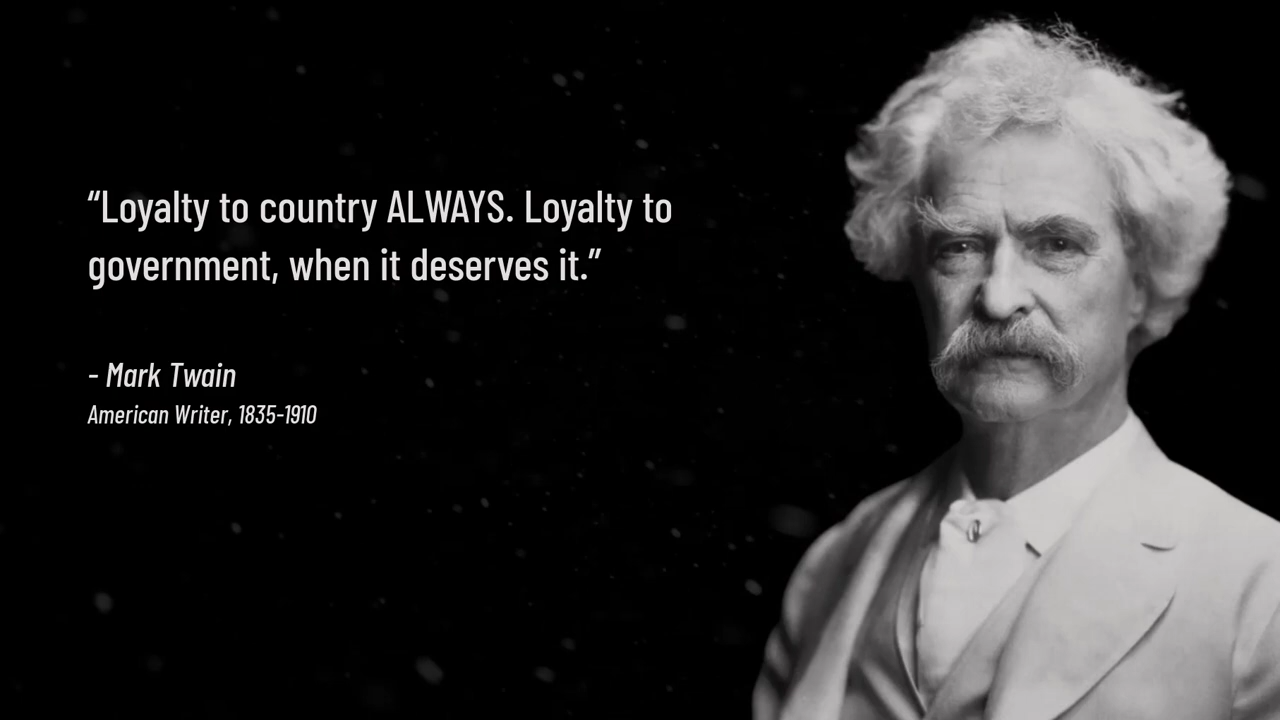 “Loyalty to country ALWAYS. Loyalty to
government, when it deserves it.”
- Mark Twain
American Writer, 1835-1910